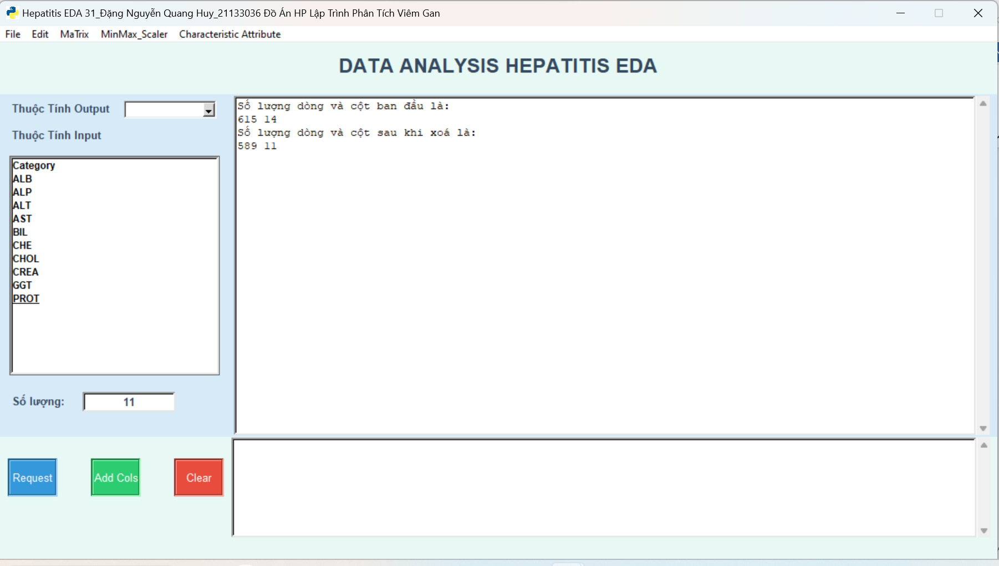 Hepatitis EDA 31_Đặng Nguyễn Quang Huy_21133036 Đồ Án HP Lập Trình Phân Tích Viêm Gan
File Edit MaTrix MinMax_Scaler Characteristic Attribute
DATA ANALYSIS HEPATITIS EDA
Thuộc Tính Output
Thuộc Tính Input
Category
ALB
ALP
ALT
AST
BIL
CHE
CHOL
CREA
GGT
PROT
Số lượng: 11
Số lượng dòng và cột ban đầu là:
615 14
Số lượng dòng và cột sau khi xoá là:
589 11
Request Add Cols Clear